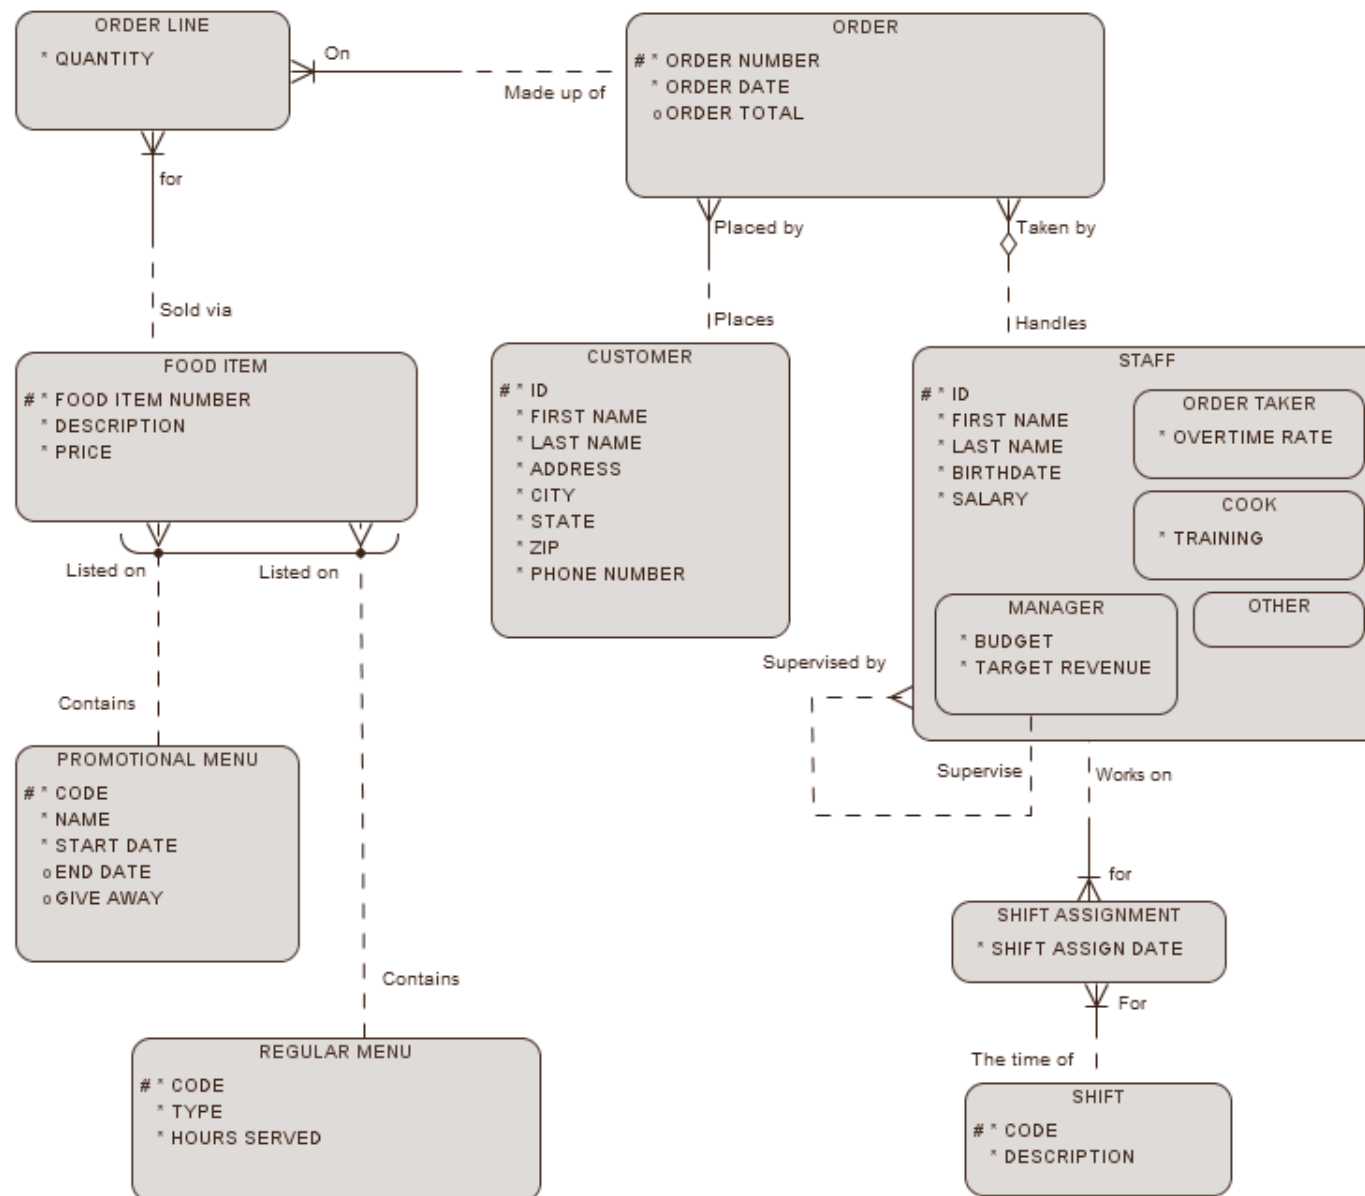 ORDER LINE
* QUANTITY
On
Made up of
ORDER
# * ORDER NUMBER
* ORDER DATE
o ORDER TOTAL
for
Sold via
Placed by
Places
Taken by
Handles
FOOD ITEM
# * FOOD ITEM NUMBER
* DESCRIPTION
* PRICE
CUSTOMER
# * ID
* FIRST NAME
* LAST NAME
* ADDRESS
* CITY
* STATE
* ZIP
* PHONE NUMBER
STAFF
# * ID
* FIRST NAME
* LAST NAME
* BIRTHDATE
* SALARY
ORDER TAKER
* OVERTIME RATE
COOK
* TRAINING
OTHER
MANAGER
* BUDGET
* TARGET REVENUE
Supervised by
Supervise
Works on
Listed on
Listed on
Contains
PROMOTIONAL MENU
# * CODE
* NAME
* START DATE
o END DATE
o GIVE AWAY
Contains
REGULAR MENU
# * CODE
* TYPE
* HOURS SERVED
for
SHIFT ASSIGNMENT
* SHIFT ASSIGN DATE
For
The time of
SHIFT
# * CODE
* DESCRIPTION